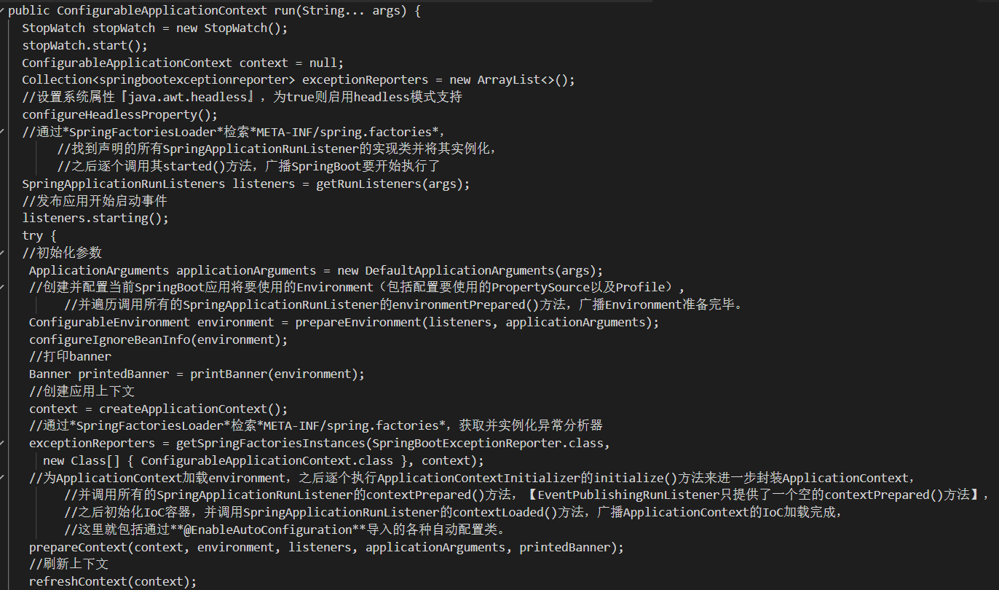 public ConfigurableApplicationContext run(String... args) {
StopWatch stopWatch = new StopWatch();
stopWatch.start();
ConfigurableApplicationContext context = null;
Collection<springbootexceptionreporter> exceptionReporters = new ArrayList<>();
//设置系统属性『java.awt.headless』，为true则启用headless模式支持
configureHeadlessProperty();
//通过*SpringFactoriesLoader*检索*META-INF/spring.factories*，
//找到声明的所有SpringApplicationRunListener的实现类并将其实例化，
//之后逐个调用其started()方法，广播SpringBoot要开始执行了
SpringApplicationRunListeners listeners = getRunListeners(args);
//发布应用开始启动事件
listeners.starting();
try {
//初始化参数
ApplicationArguments applicationArguments = new DefaultApplicationArguments(args);
//创建并配置当前SpringBoot应用将要使用的Environment（包括配置要使用的PropertySource以及Profile），
//并遍历调用所有的SpringApplicationRunListener的environmentPrepared()方法，广播Environment准备完毕。
ConfigurableEnvironment environment = prepareEnvironment(listeners, applicationArguments);
configureIgnoreBeanInfo(environment);
//打印banner
Banner printedBanner = printBanner(environment);
//创建应用上下文
context = createApplicationContext();
//通过*SpringFactoriesLoader*检索*META-INF/spring.factories*，获取并实例化异常分析器
exceptionReporters = getSpringFactoriesInstances(SpringBootExceptionReporter.class,
new Class[] { ConfigurableApplicationContext.class }, context);
//为ApplicationContext加载environment，之后逐个执行ApplicationContextInitializer的initialize()方法来进一步封装ApplicationContext，
//并调用所有的SpringApplicationRunListener的contextPrepared()方法，【EventPublishingRunListener只提供了一个空的contextPrepared()方法】，
//之后初始化IoC容器，并调用SpringApplicationRunListener的contextLoaded()方法，广播ApplicationContext的IoC加载完成，
//这里就包括通过**@EnableAutoConfiguration**导入的各种自动配置类。
prepareContext(context, environment, listeners, applicationArguments, printedBanner);
//刷新上下文
refreshContext(context);